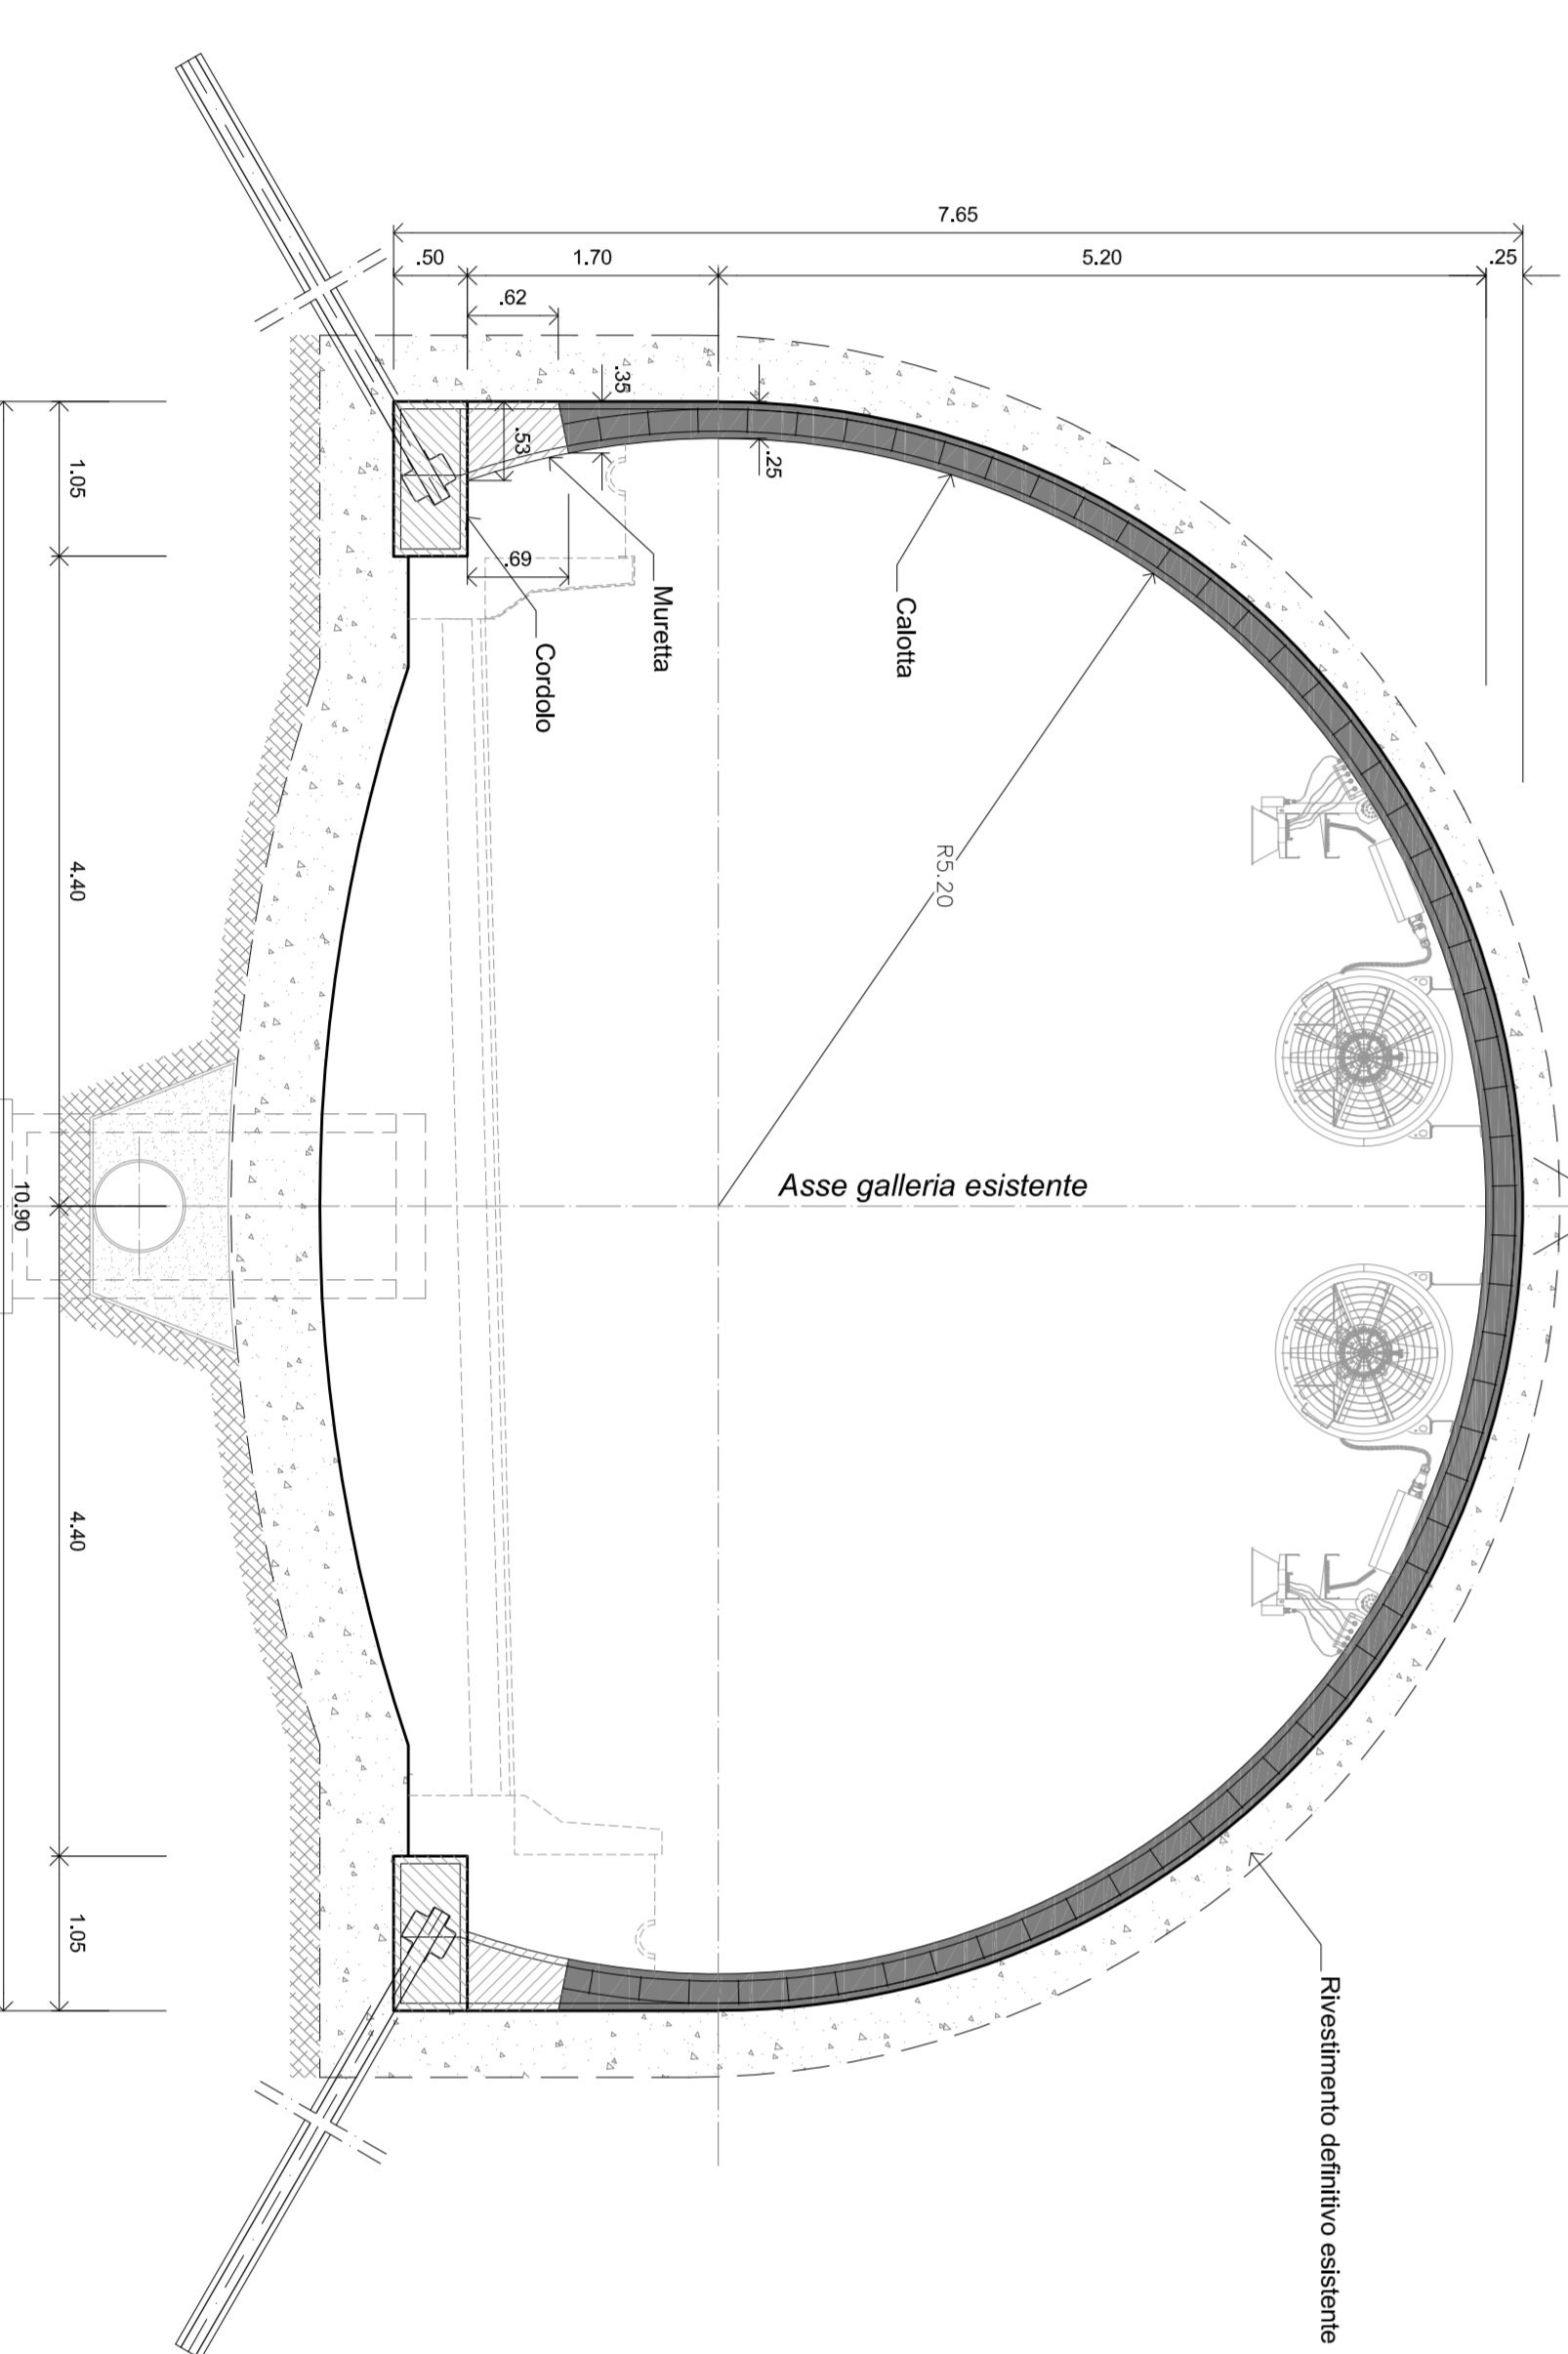 7.65
.50
1.70
5.20
.25
.62
.35
.53
.25
.69
Muretta
Cordolo
Calotta
R5.20
Asse galleria esistente
Rivestimento definitivo esistente
1.05
4.40
10.90
4.40
1.05